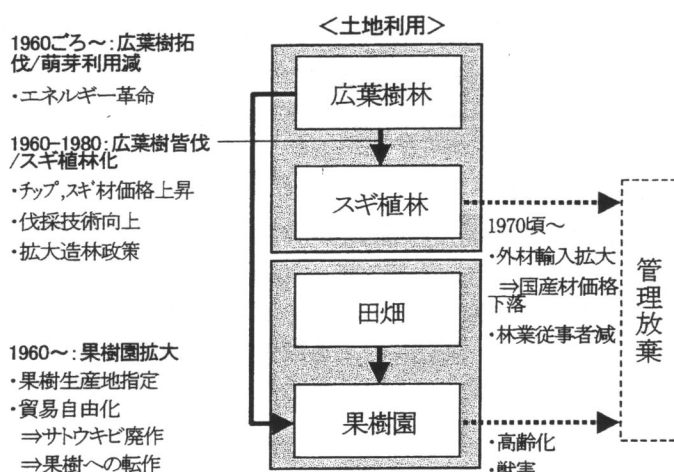 ＜土地利用＞
1960ごろ～：広葉樹拓
伐/萌芽利用減
・エネルギー革命
1960-1980：広葉樹皆伐
/スギ植林化
・チップ,スギ材価格上昇
・伐採技術向上
・拡大造林政策
1960～：果樹園拡大
・果樹生産地指定
・貿易自由化
⇒サトウキビ廃作
⇒果樹への転作
広葉樹林
スギ植林
田畑
果樹園
1970頃～
・外材輸入拡大
⇒国産材価格
下落
・林業従事者減
・高齢化
・獣害
管理放棄